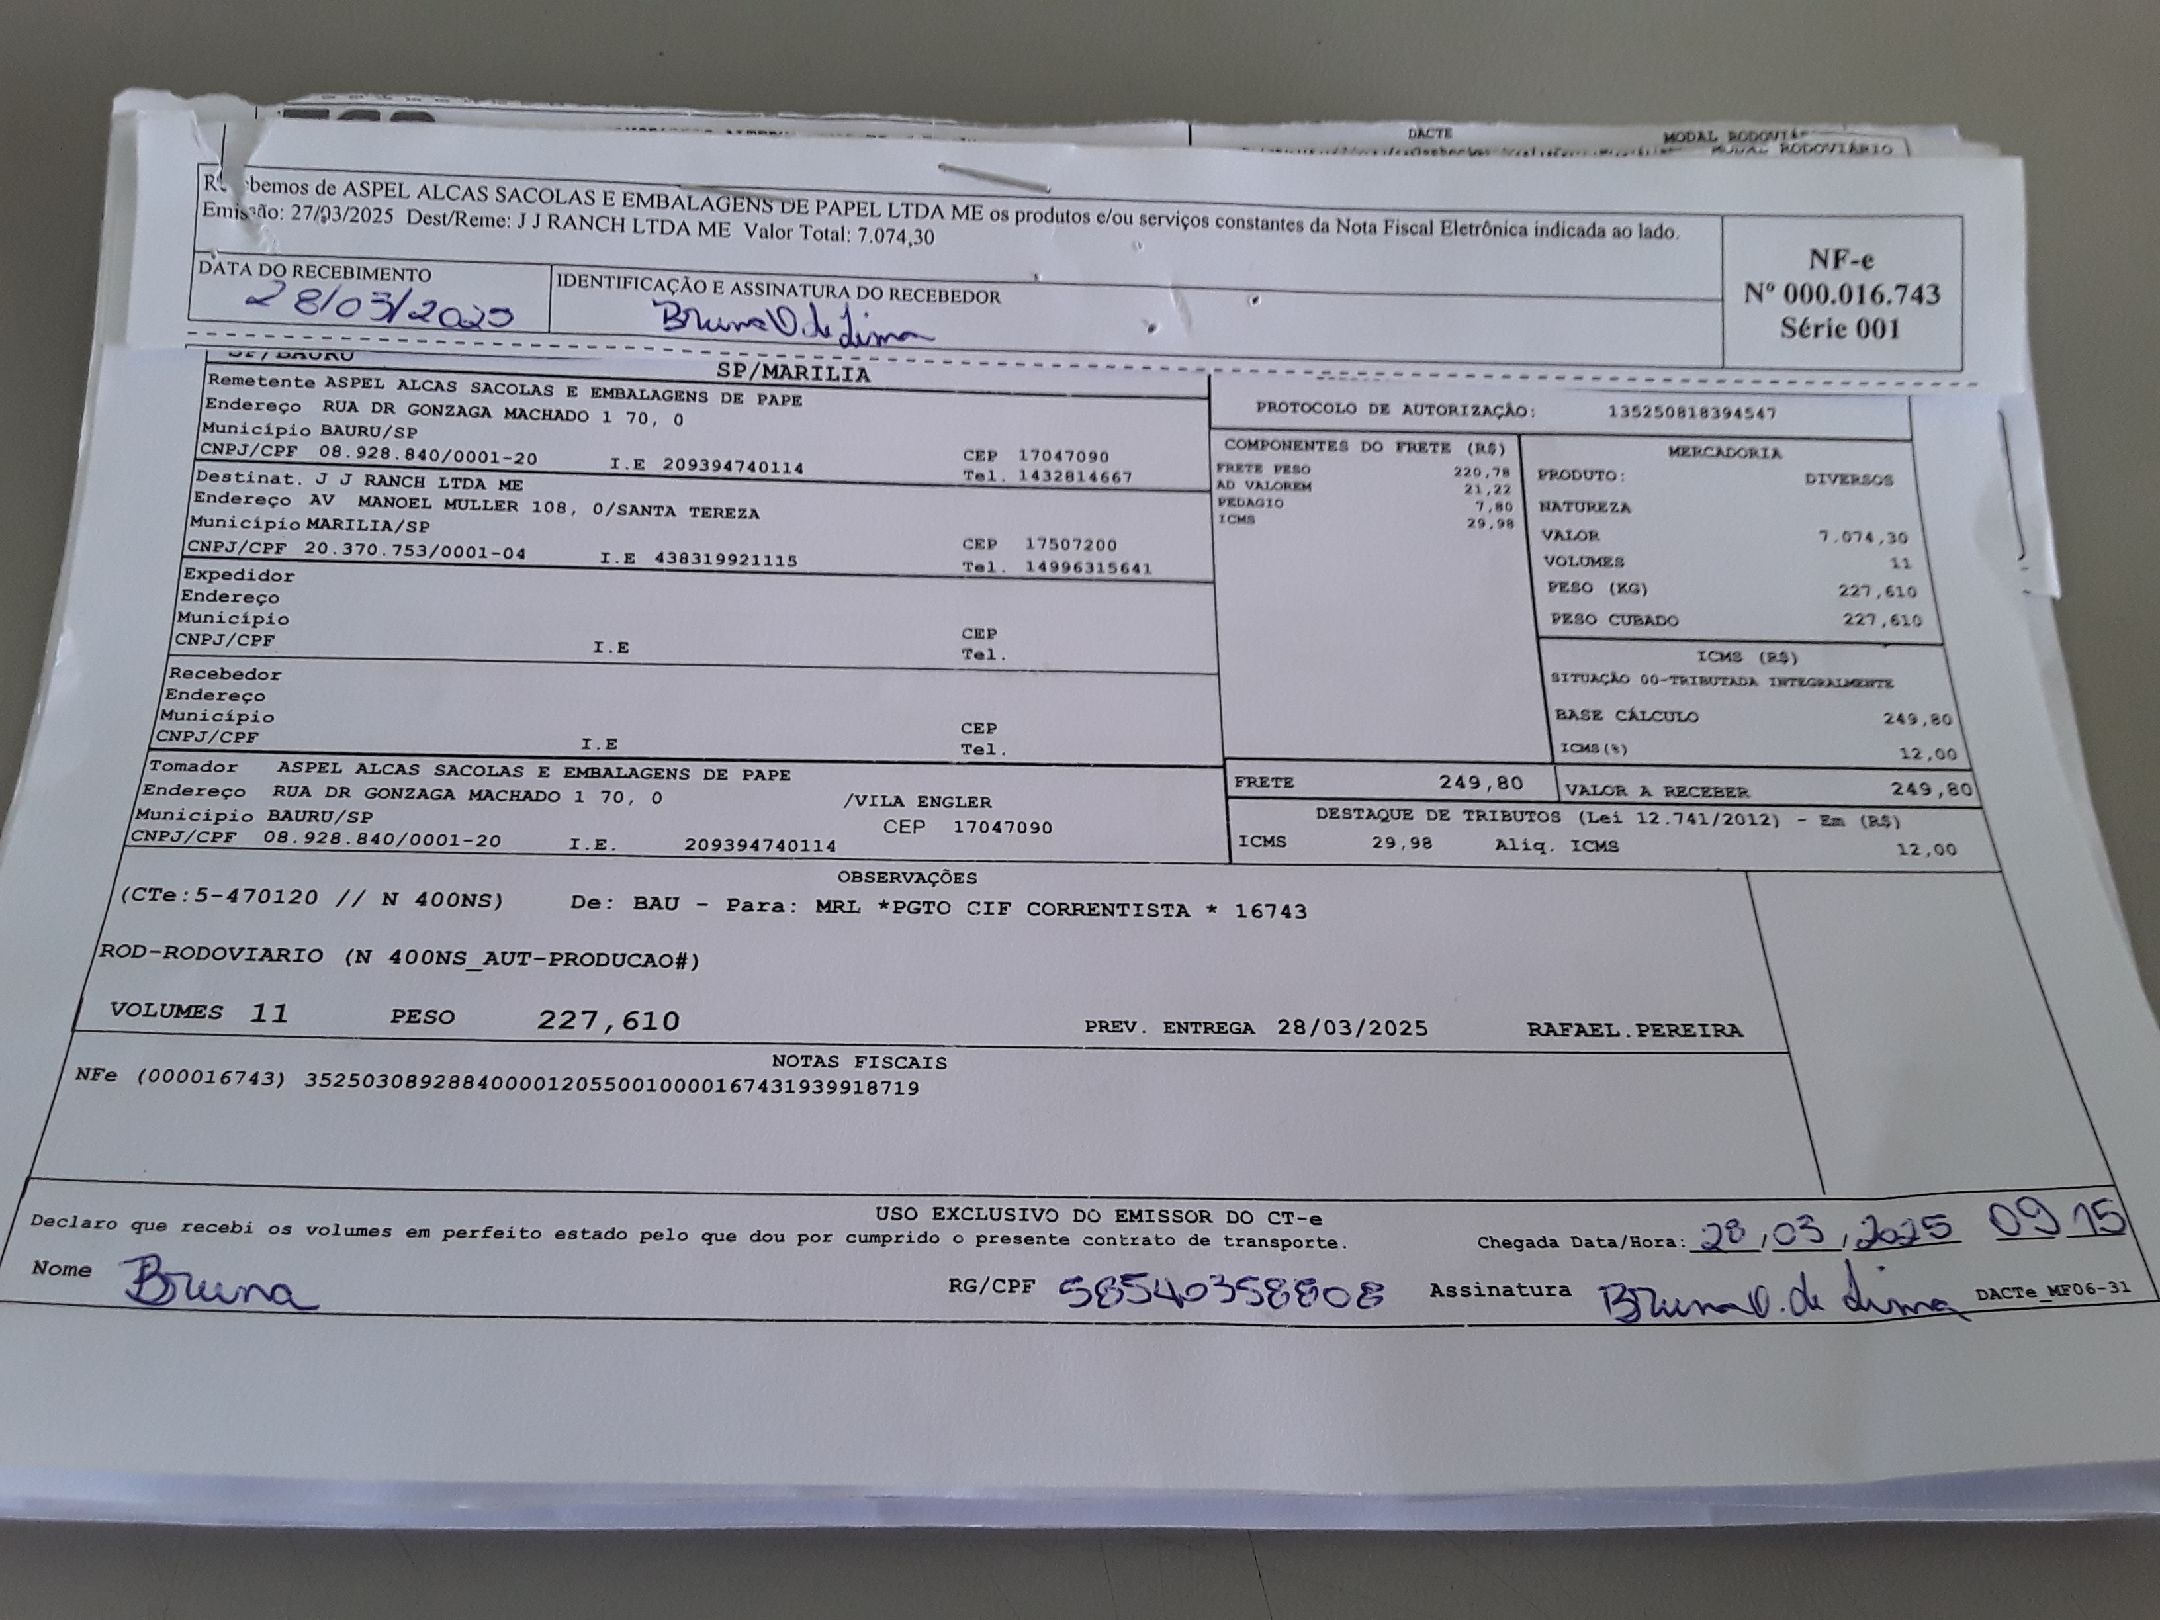 DACTE
MODAL RODOVIÁRIO
Recebemos de ASPEL ALCAS SACOLAS E EMBALAGENS DE PAPEL LTDA ME os produtos e/ou serviços constantes da Nota Fiscal Eletrônica indicada ao lado.
Emissão: 27/03/2025 Dest/Reme: J J RANCH LTDA ME Valor Total: 7.074,30
NF-e
Nº 000.016.743
Série 001
DATA DO RECEBIMENTO
28/03/2025
IDENTIFICAÇÃO E ASSINATURA DO RECEBEDOR
Bruna O de Lima
SP/BAURU
SP/MARILIA
Remetente ASPEL ALCAS SACOLAS E EMBALAGENS DE PAPE
Endereço RUA DR GONZAGA MACHADO 1 70, 0
Município BAURU/SP CEP 17047090
CNPJ/CPF 08.928.840/0001-20 I.E 209394740114 Tel. 1432814667
Destinat. J J RANCH LTDA ME
Endereço AV MANOEL MULLER 108, 0/SANTA TEREZA
Município MARILIA/SP CEP 17507200
CNPJ/CPF 20.370.753/0001-04 I.E 438319921115 Tel. 14996315641
Expedidor
Endereço
Município CEP
CNPJ/CPF I.E Tel.
Recebedor
Endereço
Município CEP
CNPJ/CPF I.E Tel.
Tomador ASPEL ALCAS SACOLAS E EMBALAGENS DE PAPE
Endereço RUA DR GONZAGA MACHADO 1 70, 0 /VILA ENGLER
Município BAURU/SP CEP 17047090
CNPJ/CPF 08.928.840/0001-20 I.E. 209394740114
PROTOCOLO DE AUTORIZAÇÃO: 135250818394547
COMPONENTES DO FRETE (R$)
FRETE PESO 220,78
AD VALOREM 21,22
PEDAGIO 7,80
ICMS 29,98
MERCADORIA
PRODUTO: DIVERSOS
NATUREZA
VALOR 7.074,30
VOLUMES 11
PESO (KG) 227,610
PESO CUBADO 227,610
ICMS (R$)
SITUAÇÃO 00-TRIBUTADA INTEGRALMENTE
BASE CÁLCULO 249,80
ICMS(%) 12,00
FRETE 249,80 VALOR A RECEBER 249,80
DESTAQUE DE TRIBUTOS (Lei 12.741/2012) - Em (R$)
ICMS 29,98 Aliq. ICMS 12,00
OBSERVAÇÕES
(CTe:5-470120 // N 400NS) De: BAU - Para: MRL *PGTO CIF CORRENTISTA * 16743
ROD-RODOVIARIO (N 400NS_AUT-PRODUCAO#)
VOLUMES 11 PESO 227,610 PREV. ENTREGA 28/03/2025 RAFAEL.PEREIRA
NOTAS FISCAIS
NFe (000016743) 35250308928840000120550010000167431939918719
USO EXCLUSIVO DO EMISSOR DO CT-e
Declaro que recebi os volumes em perfeito estado pelo que dou por cumprido o presente contrato de transporte. Chegada Data/Hora: 28,03,2025 09 15
Nome Bruna RG/CPF 58540358808 Assinatura Bruna O. de Lima DACTe_MF06-31